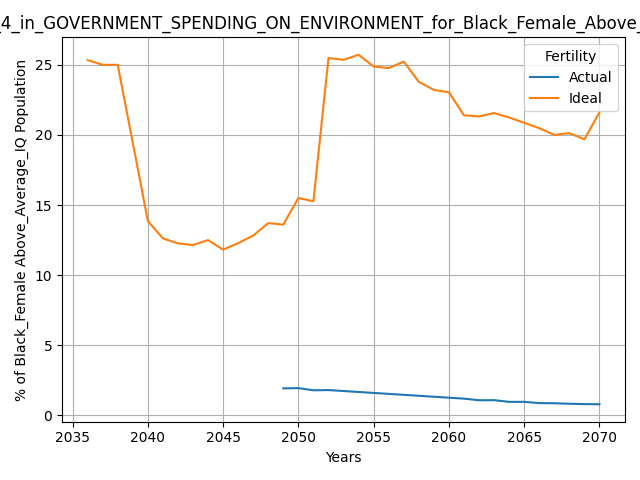 _4_in_GOVERNMENT_SPENDING_ON_ENVIRONMENT_for_Black_Female_Above_
Fertility
Actual
Ideal
% of Black_Female Above_Average_IQ Population
25
20
15
10
5
0
2035 2040 2045 2050 2055 2060 2065 2070
Years